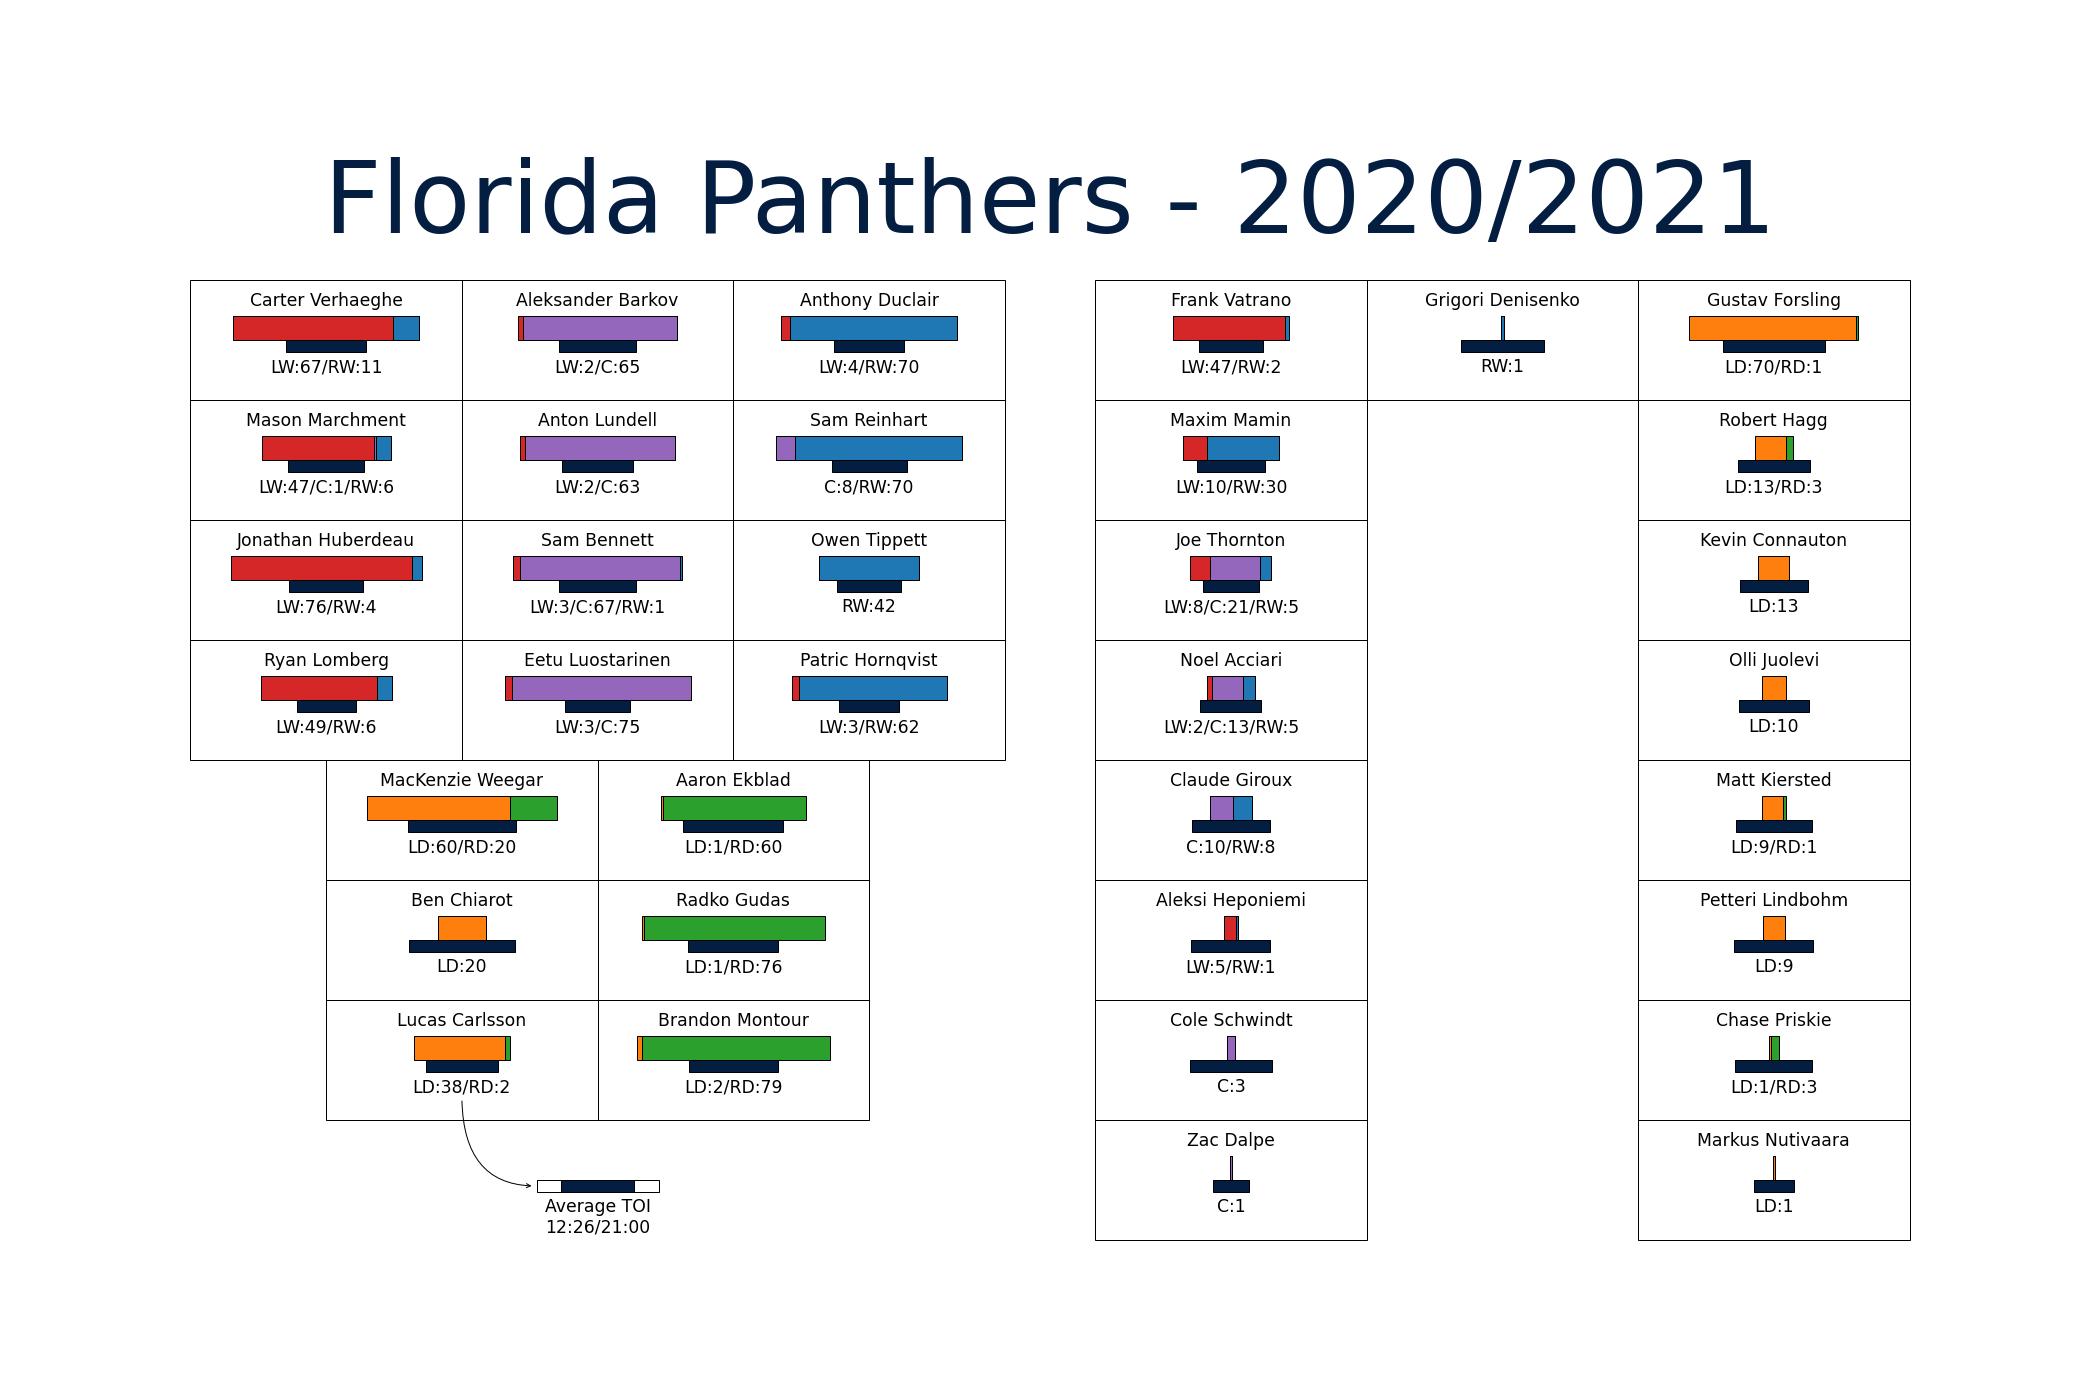 Florida Panthers - 2020/2021
Carter Verhaeghe
LW:67/RW:11
Aleksander Barkov
LW:2/C:65
Anthony Duclair
LW:4/RW:70
Mason Marchment
LW:47/C:1/RW:6
Anton Lundell
LW:2/C:63
Sam Reinhart
C:8/RW:70
Jonathan Huberdeau
LW:76/RW:4
Sam Bennett
LW:3/C:67/RW:1
Owen Tippett
RW:42
Ryan Lomberg
LW:49/RW:6
Eetu Luostarinen
LW:3/C:75
Patric Hornqvist
LW:3/RW:62
MacKenzie Weegar
LD:60/RD:20
Aaron Ekblad
LD:1/RD:60
Ben Chiarot
LD:20
Radko Gudas
LD:1/RD:76
Lucas Carlsson
LD:38/RD:2
Brandon Montour
LD:2/RD:79
Average TOI
12:26/21:00
Frank Vatrano
LW:47/RW:2
Grigori Denisenko
RW:1
Gustav Forsling
LD:70/RD:1
Maxim Mamin
LW:10/RW:30
Robert Hagg
LD:13/RD:3
Joe Thornton
LW:8/C:21/RW:5
Kevin Connauton
LD:13
Noel Acciari
LW:2/C:13/RW:5
Olli Juolevi
LD:10
Claude Giroux
C:10/RW:8
Matt Kiersted
LD:9/RD:1
Aleksi Heponiemi
LW:5/RW:1
Petteri Lindbohm
LD:9
Cole Schwindt
C:3
Chase Priskie
LD:1/RD:3
Zac Dalpe
C:1
Markus Nutivaara
LD:1